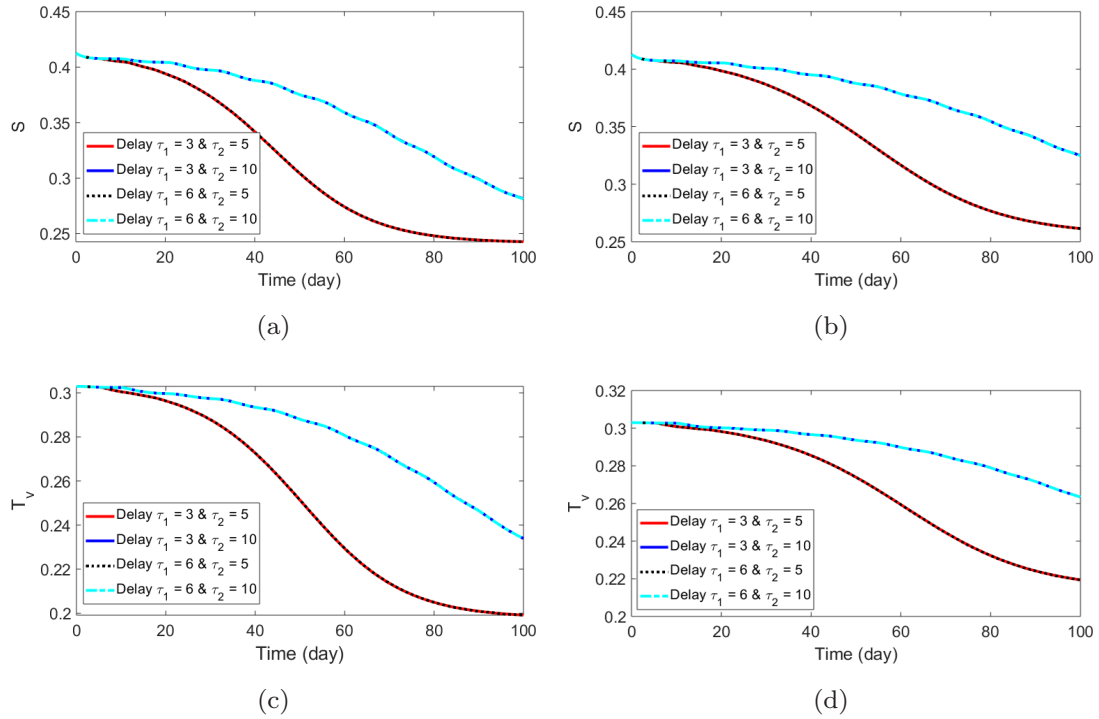 0.45
0.4
0.35
0.3
0.25
S
Delay τ1 = 3 & τ2 = 5
Delay τ1 = 3 & τ2 = 10
Delay τ1 = 6 & τ2 = 5
Delay τ1 = 6 & τ2 = 10
0 20 40 60 80 100
Time (day)
(a)
0.45
0.4
0.35
0.3
0.25
S
Delay τ1 = 3 & τ2 = 5
Delay τ1 = 3 & τ2 = 10
Delay τ1 = 6 & τ2 = 5
Delay τ1 = 6 & τ2 = 10
0 20 40 60 80 100
Time (day)
(b)
0.3
0.28
0.26
0.24
0.22
0.2
Tv
Delay τ1 = 3 & τ2 = 5
Delay τ1 = 3 & τ2 = 10
Delay τ1 = 6 & τ2 = 5
Delay τ1 = 6 & τ2 = 10
0 20 40 60 80 100
Time (day)
(c)
0.32
0.3
0.28
0.26
0.24
0.22
0.2
Tv
Delay τ1 = 3 & τ2 = 5
Delay τ1 = 3 & τ2 = 10
Delay τ1 = 6 & τ2 = 5
Delay τ1 = 6 & τ2 = 10
0 20 40 60 80 100
Time (day)
(d)